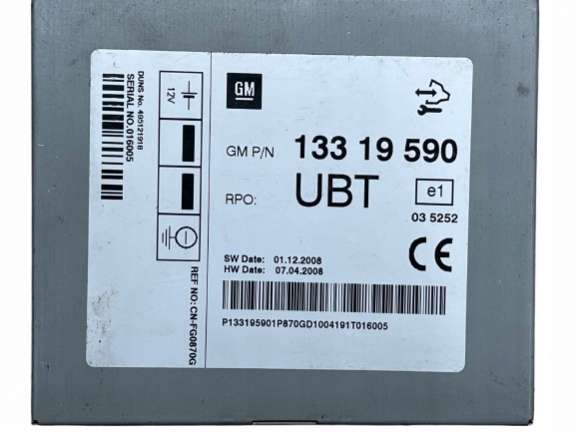 GM
GM P/N 133 19 590
RPO: UBT
e1
03 5252
SW Date: 01.12.2008
HW Date: 07.04.2008
P133195901P870GD1004191T016005
DUNS No. 495121918
SERIAL NO.016005
12V
REF NO: CN-FG0870G
CE